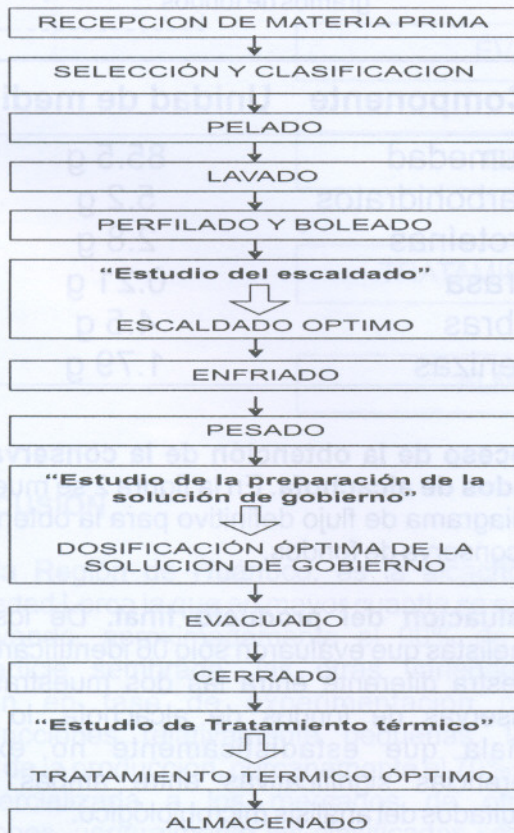 RECEPCION DE MATERIA PRIMA
SELECCIÓN Y CLASIFICACION
PELADO
LAVADO
PERFILADO Y BOLEADO
“Estudio del escaldado”
ESCALDADO OPTIMO
ENFRIADO
PESADO
“Estudio de la preparación de la
solución de gobierno”
DOSIFICACIÓN ÓPTIMA DE LA
SOLUCIÓN DE GOBIERNO
EVACUADO
CERRADO
“Estudio del Tratamiento térmico”
TRATAMIENTO TERMICO ÓPTIMO
ALMACENADO